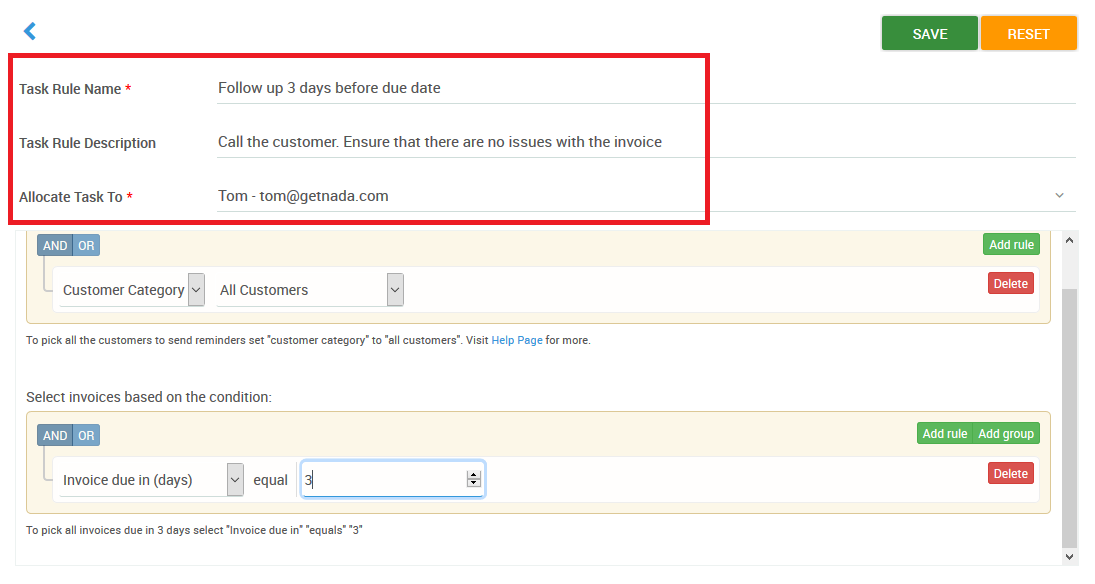 SAVE RESET
Task Rule Name * Follow up 3 days before due date
Task Rule Description Call the customer. Ensure that there are no issues with the invoice
Allocate Task To * Tom - tom@getnada.com
AND OR Add rule
Customer Category All Customers Delete
To pick all the customers to send reminders set "customer category" to "all customers". Visit Help Page for more.
Select invoices based on the condition:
AND OR Add rule Add group
Invoice due in (days) equal 3 Delete
To pick all invoices due in 3 days select "Invoice due in" "equals" "3"